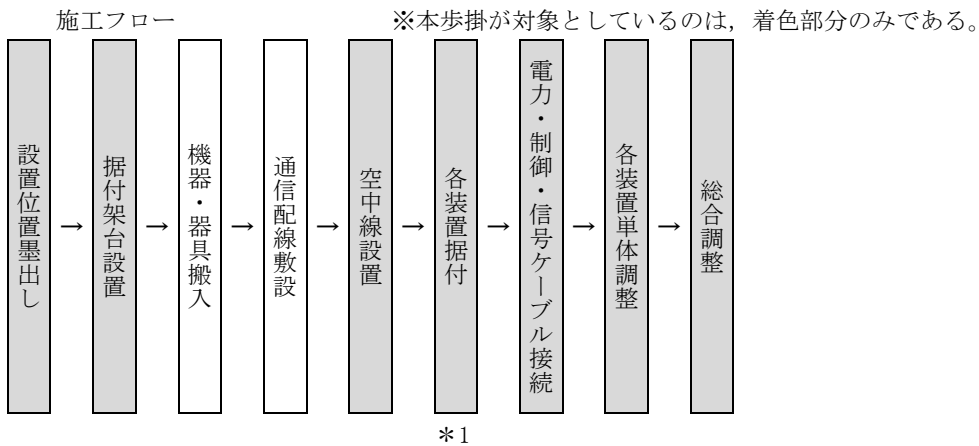 施工フロー
※本歩掛が対象としているのは，着色部分のみである。
設置位置墨出し
→
据付架台設置
→
機器・器具搬入
→
通信配線敷設
→
空中線設置
→
各装置据付
→
電力・制御・信号ケーブル接続
→
各装置単体調整
→
総合調整
＊1